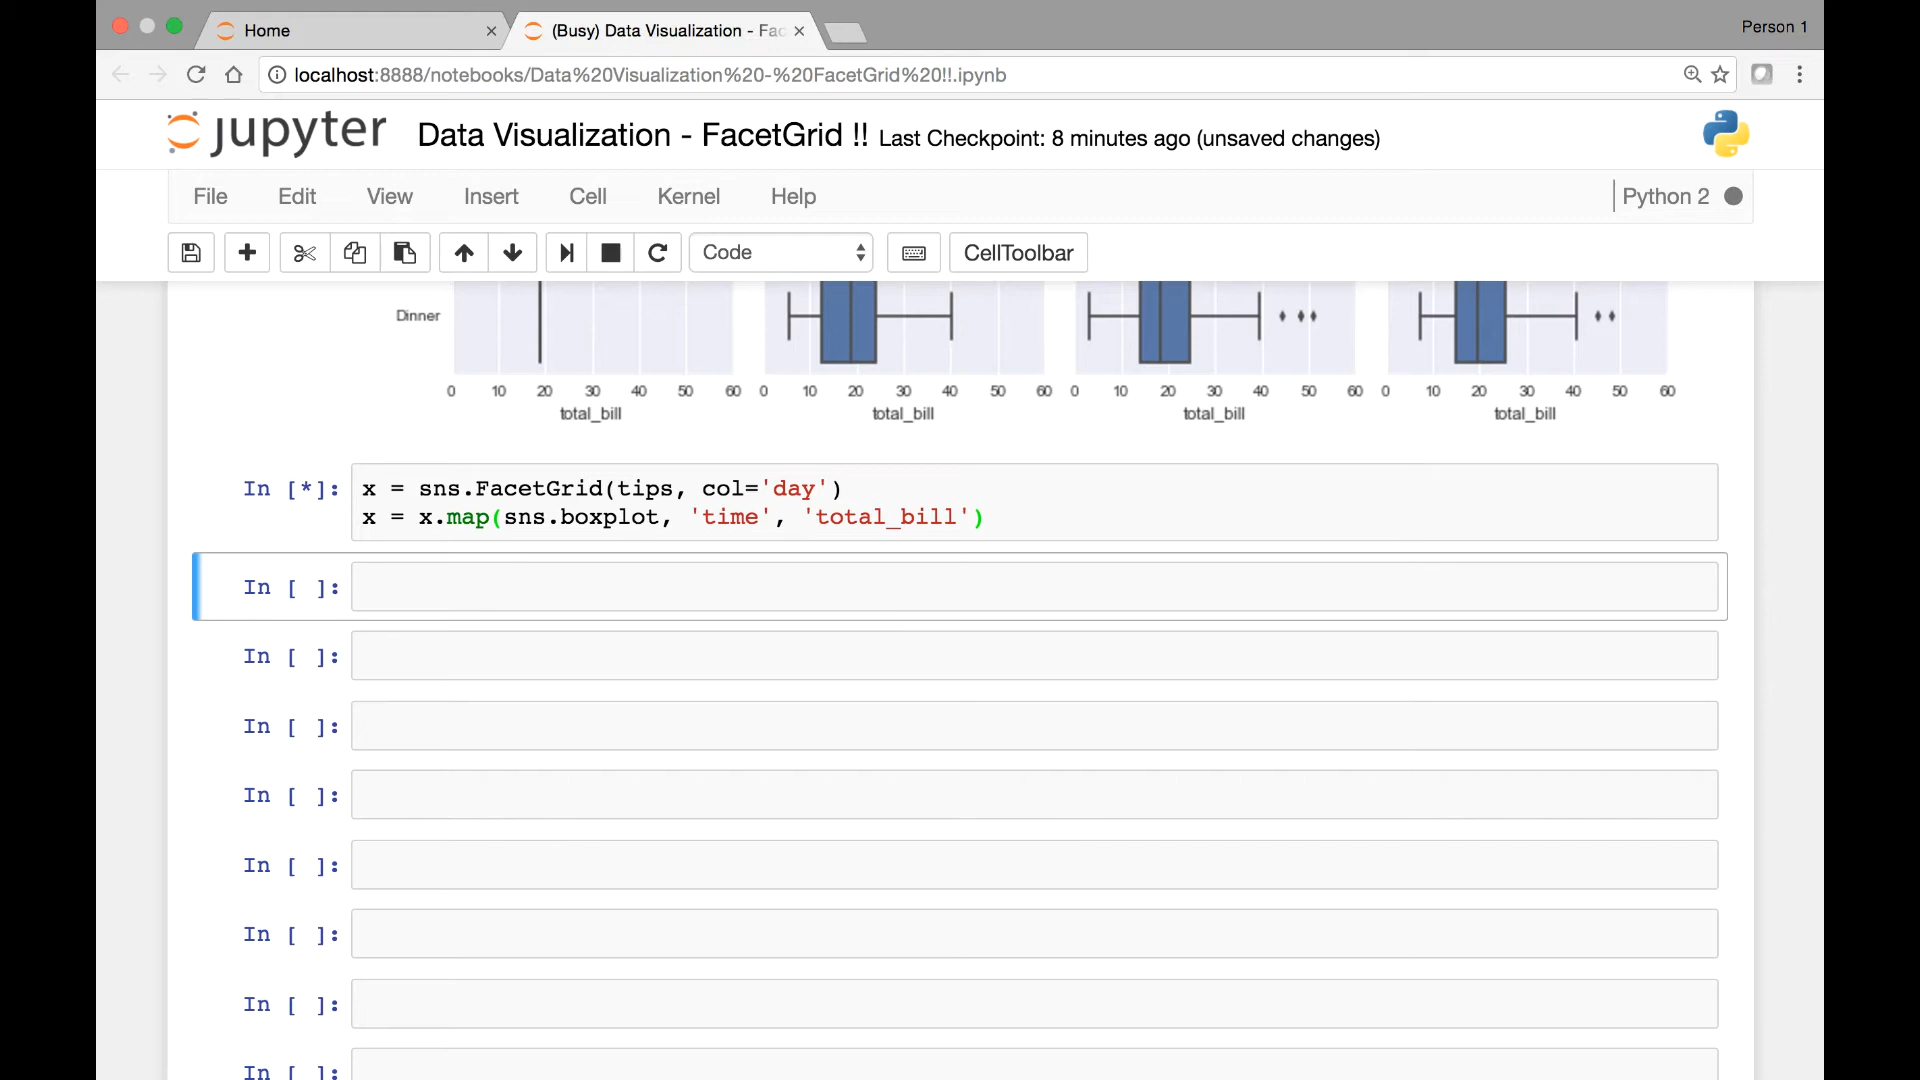 Home × (Busy) Data Visualization - Fac × Person 1
localhost:8888/notebooks/Data%20Visualization%20-%20FacetGrid%20!!.ipynb
jupyter Data Visualization - FacetGrid !! Last Checkpoint: 8 minutes ago (unsaved changes)
File Edit View Insert Cell Kernel Help Python 2
Code CellToolbar
Dinner
0 10 20 30 40 50 60 0 10 20 30 40 50 60 0 10 20 30 40 50 60 0 10 20 30 40 50 60
total_bill total_bill total_bill total_bill
In [*]: x = sns.FacetGrid(tips, col='day')
x = x.map(sns.boxplot, 'time', 'total_bill')
In [ ]:
In [ ]:
In [ ]:
In [ ]:
In [ ]:
In [ ]:
In [ ]:
In [ ]: